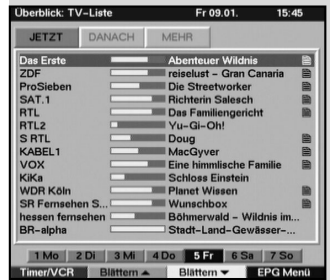 Überblick: TV-Liste Fr 09.01. 15:45
JETZT DANACH MEHR
Das Erste Abenteuer Wildnis
ZDF reiselust - Gran Canaria
ProSieben Die Streetworker
SAT.1 Richterin Salesch
RTL Das Familiengericht
RTL2 Yu-Gi-Oh!
S RTL Doug
KABEL1 MacGyver
VOX Eine himmlische Familie
KiKa Schloss Einstein
WDR Köln Planet Wissen
SR Fernsehen S... Wunschbox
hessen fernsehen Böhmerwald - Wildnis im...
BR-alpha Stadt-Land-Gewässer-...
1 Mo 2 Di 3 Mi 4 Do 5 Fr 6 Sa 7 So
Timer/VCR Blättern Blättern EPG Menü